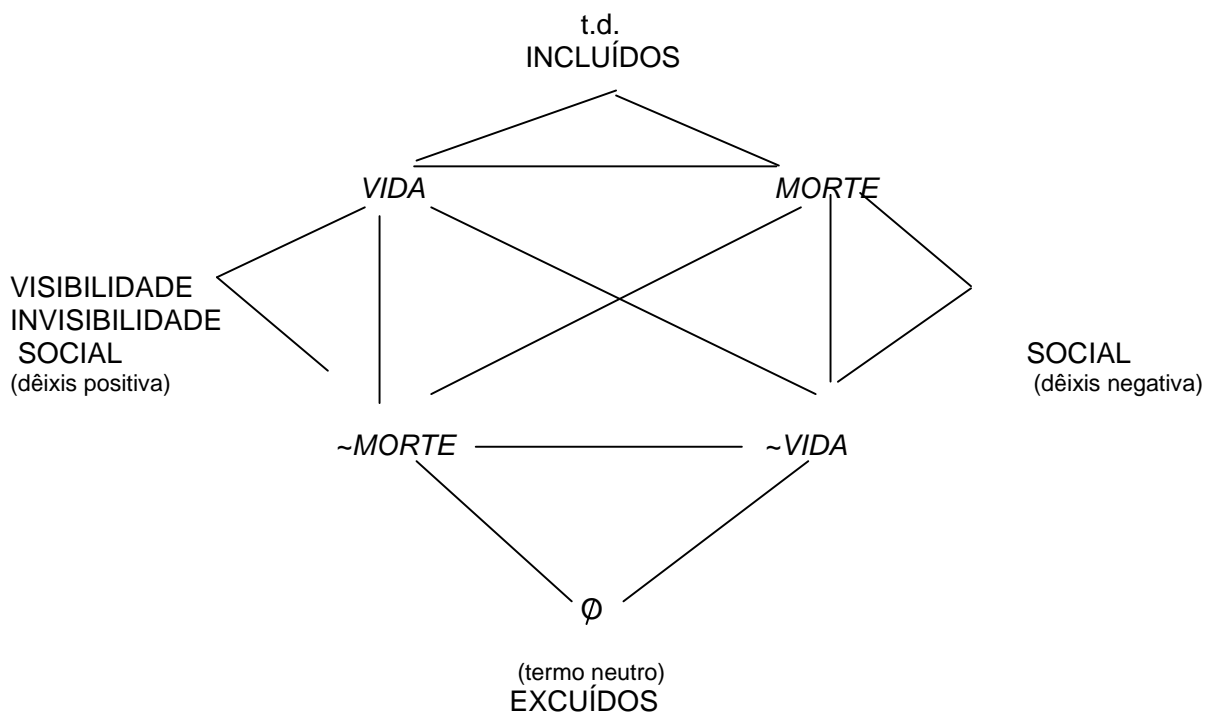 t.d.
INCLUÍDOS
VIDA
MORTE
VISIBILIDADE
INVISIBILIDADE
SOCIAL
(dêixis positiva)
SOCIAL
(dêixis negativa)
~MORTE
~VIDA
Ø
(termo neutro)
EXCUÍDOS